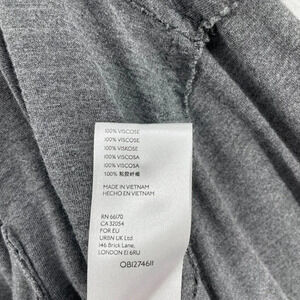 100% VISCOSE
100% VISCOSE
100% VISKOSE
100% VISCOSA
100% VISCOSA
100% 黏胶纤维
MADE IN VIETNAM
HECHO EN VIETNAM
RN 66170
CA 32054
FOR EU
URBN UK Ltd
146 Brick Lane,
LONDON E1 6RU
OB1274611